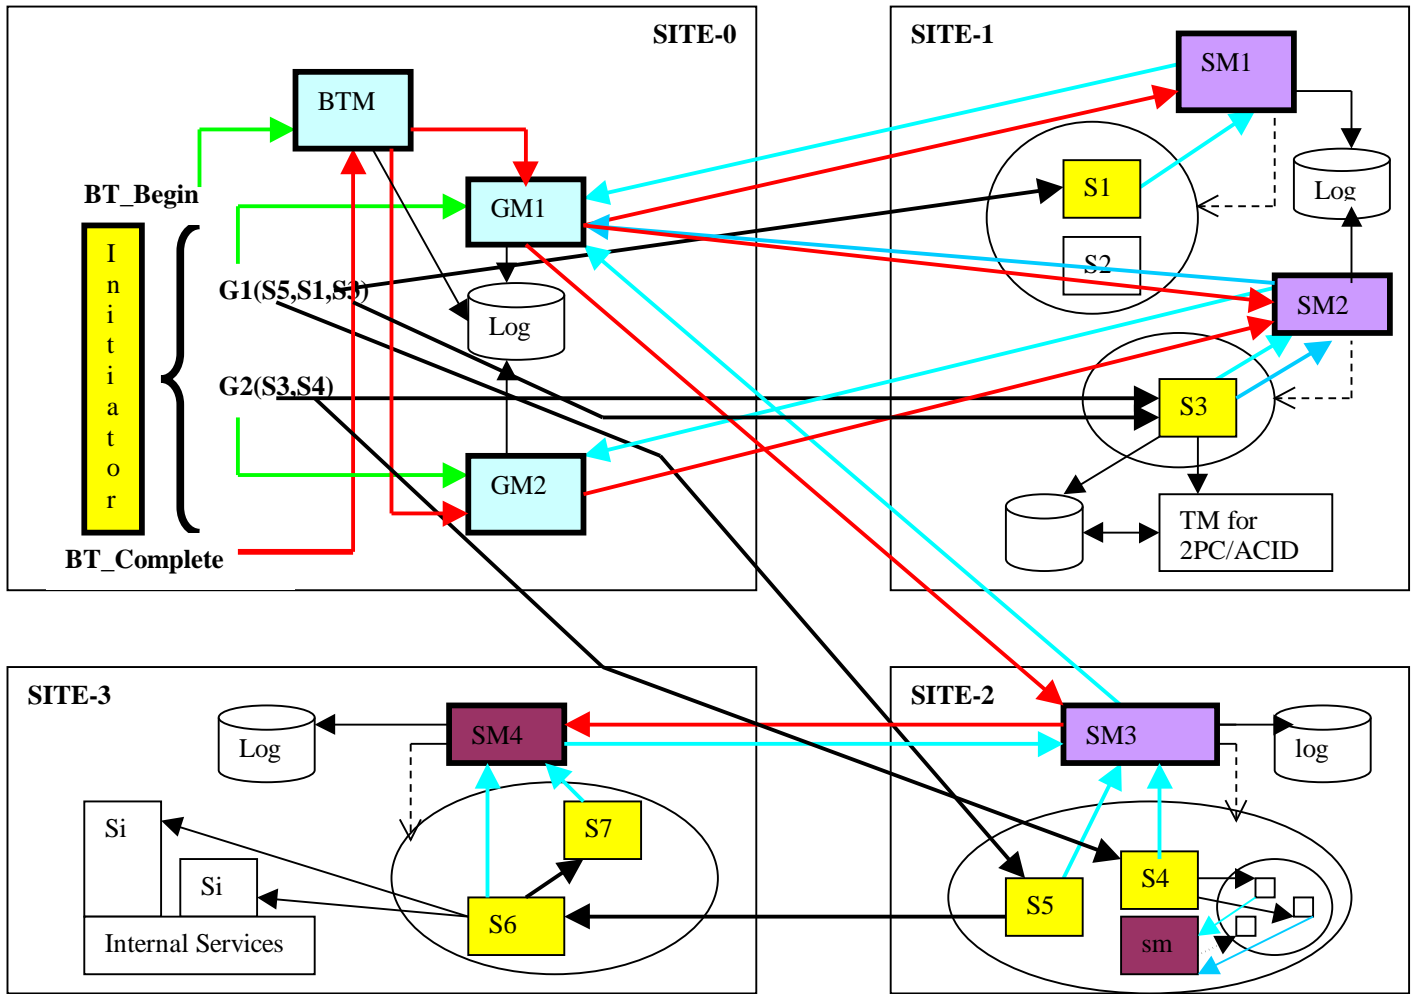 SITE-0
BTM
BT_Begin
Initiator
GM1
G1(S5,S1,S3)
Log
G2(S3,S4)
GM2
BT_Complete
SITE-1
SM1
S1
Log
S2
SM2
S3
TM for
2PC/ACID
SITE-3
SM4
Log
S7
Si
Si
S6
Internal Services
SITE-2
SM3
log
S4
S5
sm